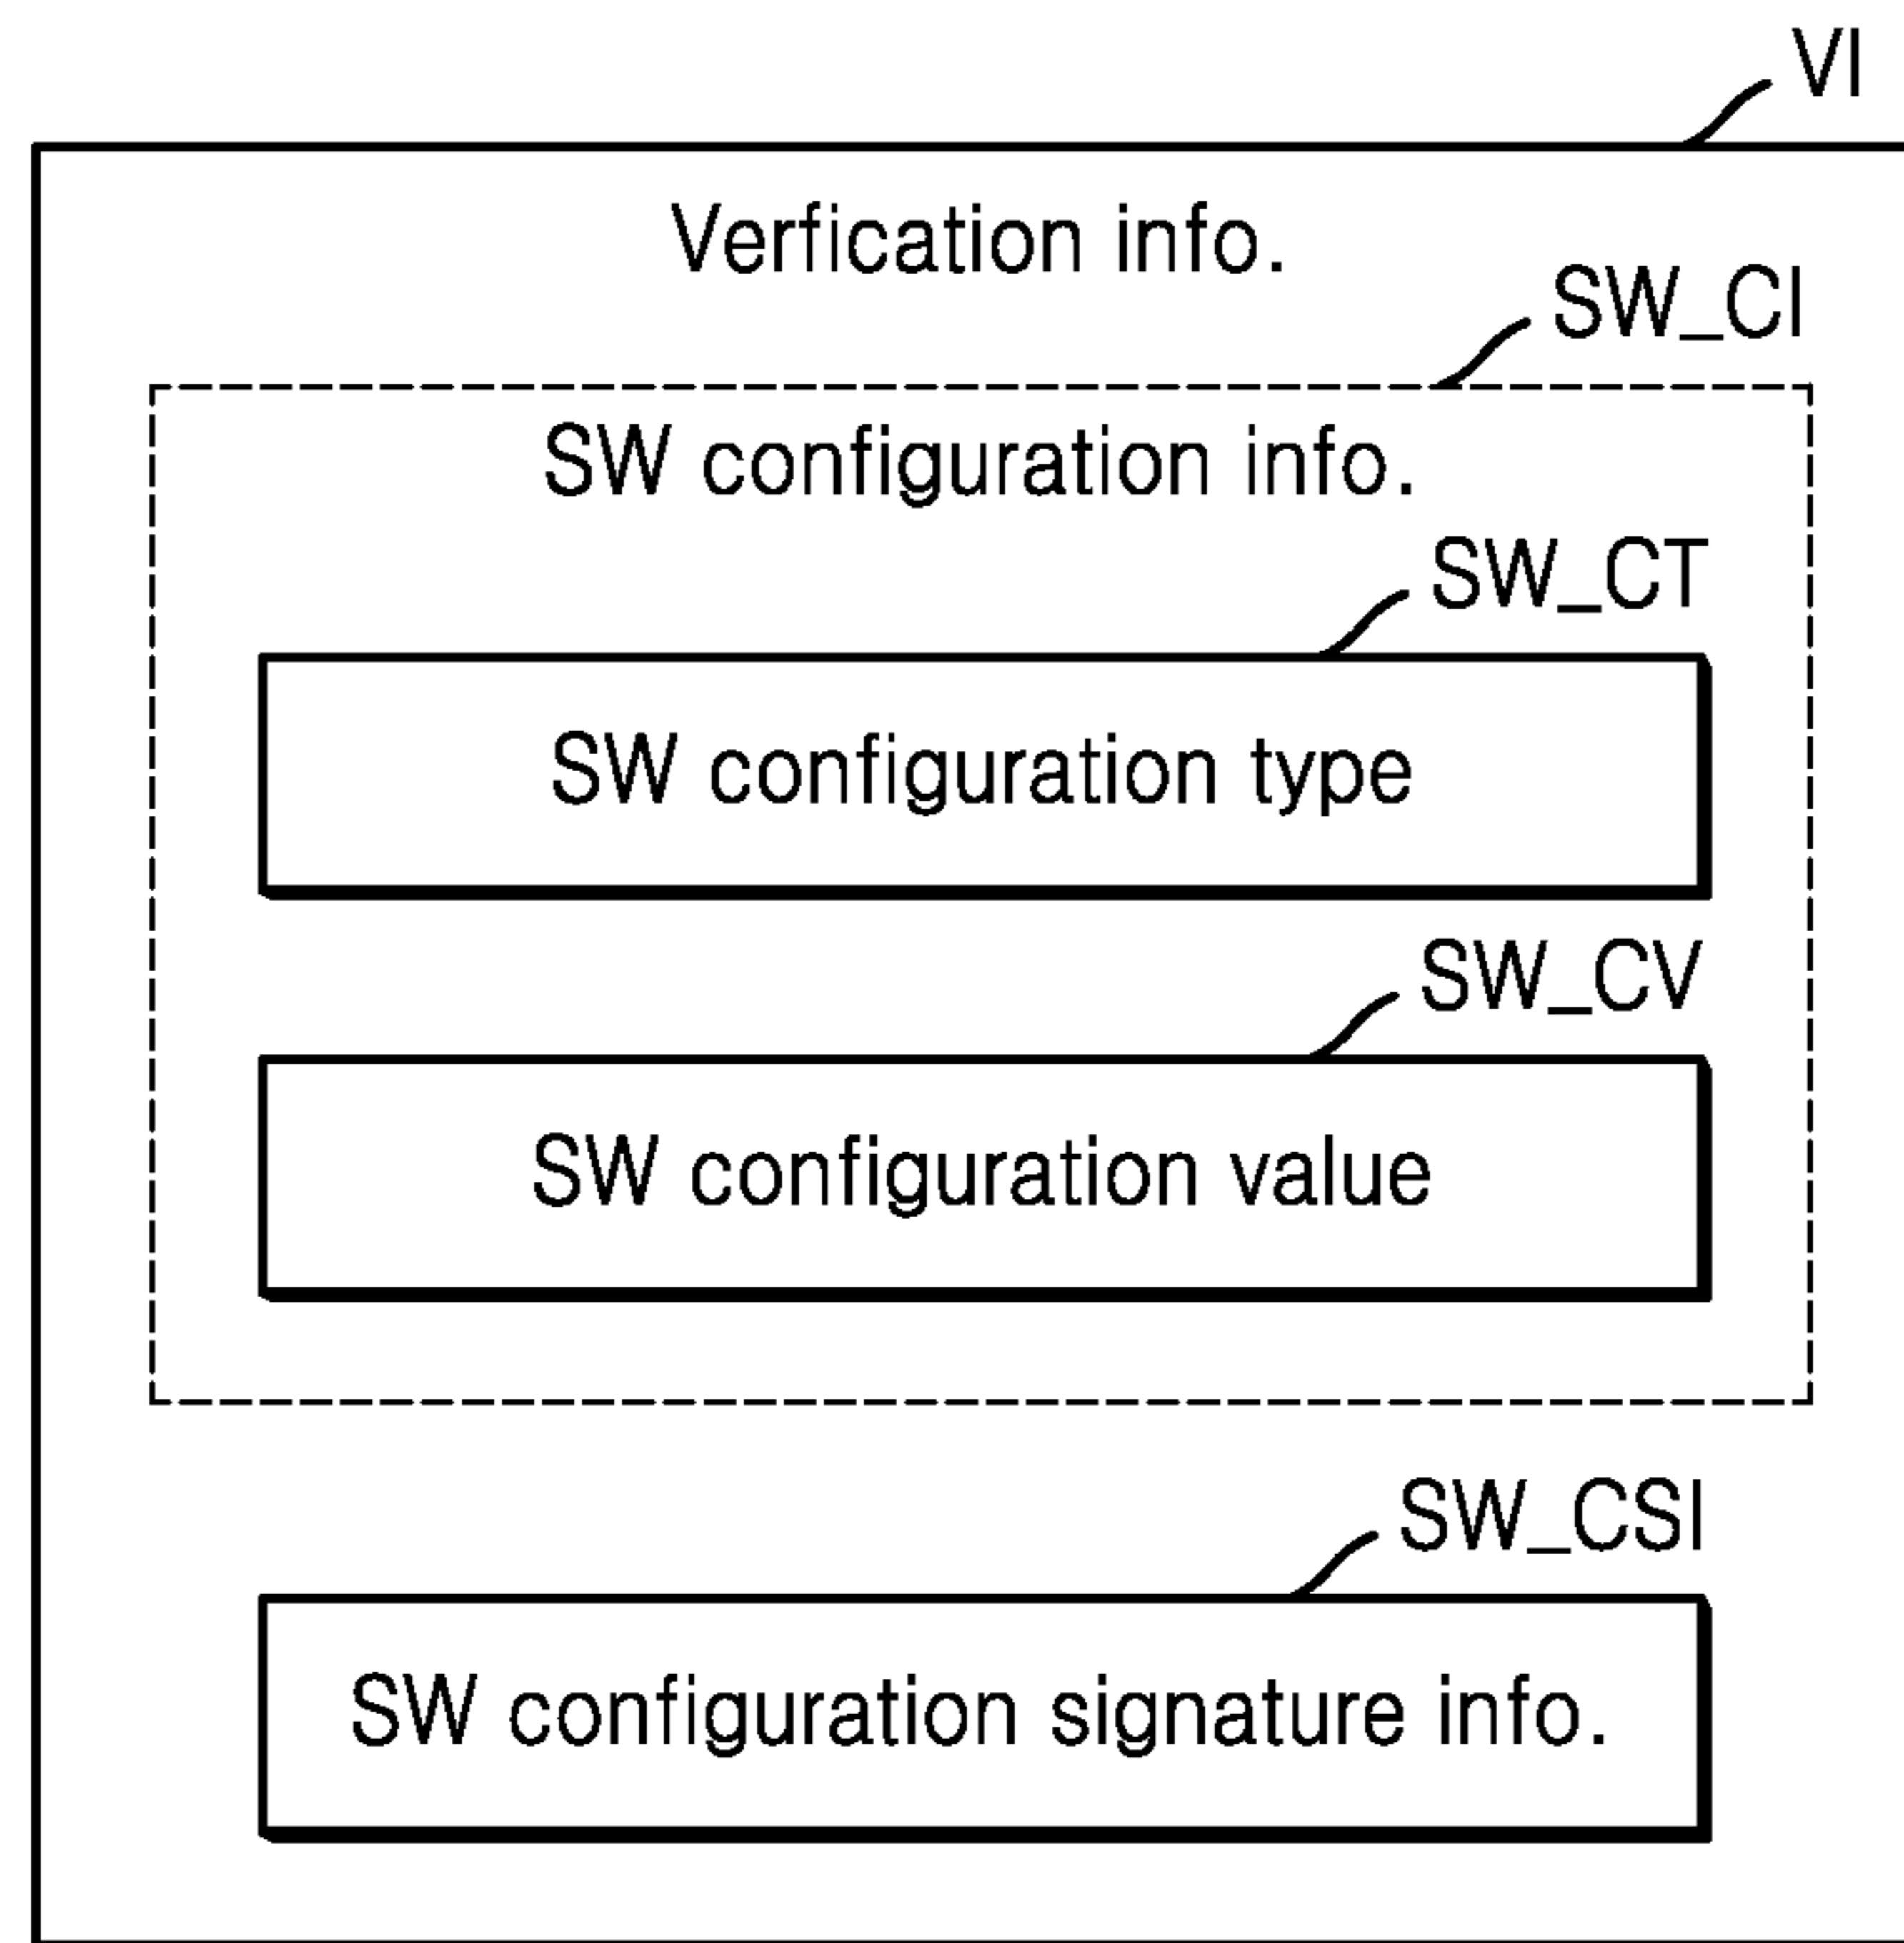 VI
Verfication info.
SW_CI
SW configuration info.
SW_CT
SW configuration type
SW_CV
SW configuration value
SW_CSI
SW configuration signature info.